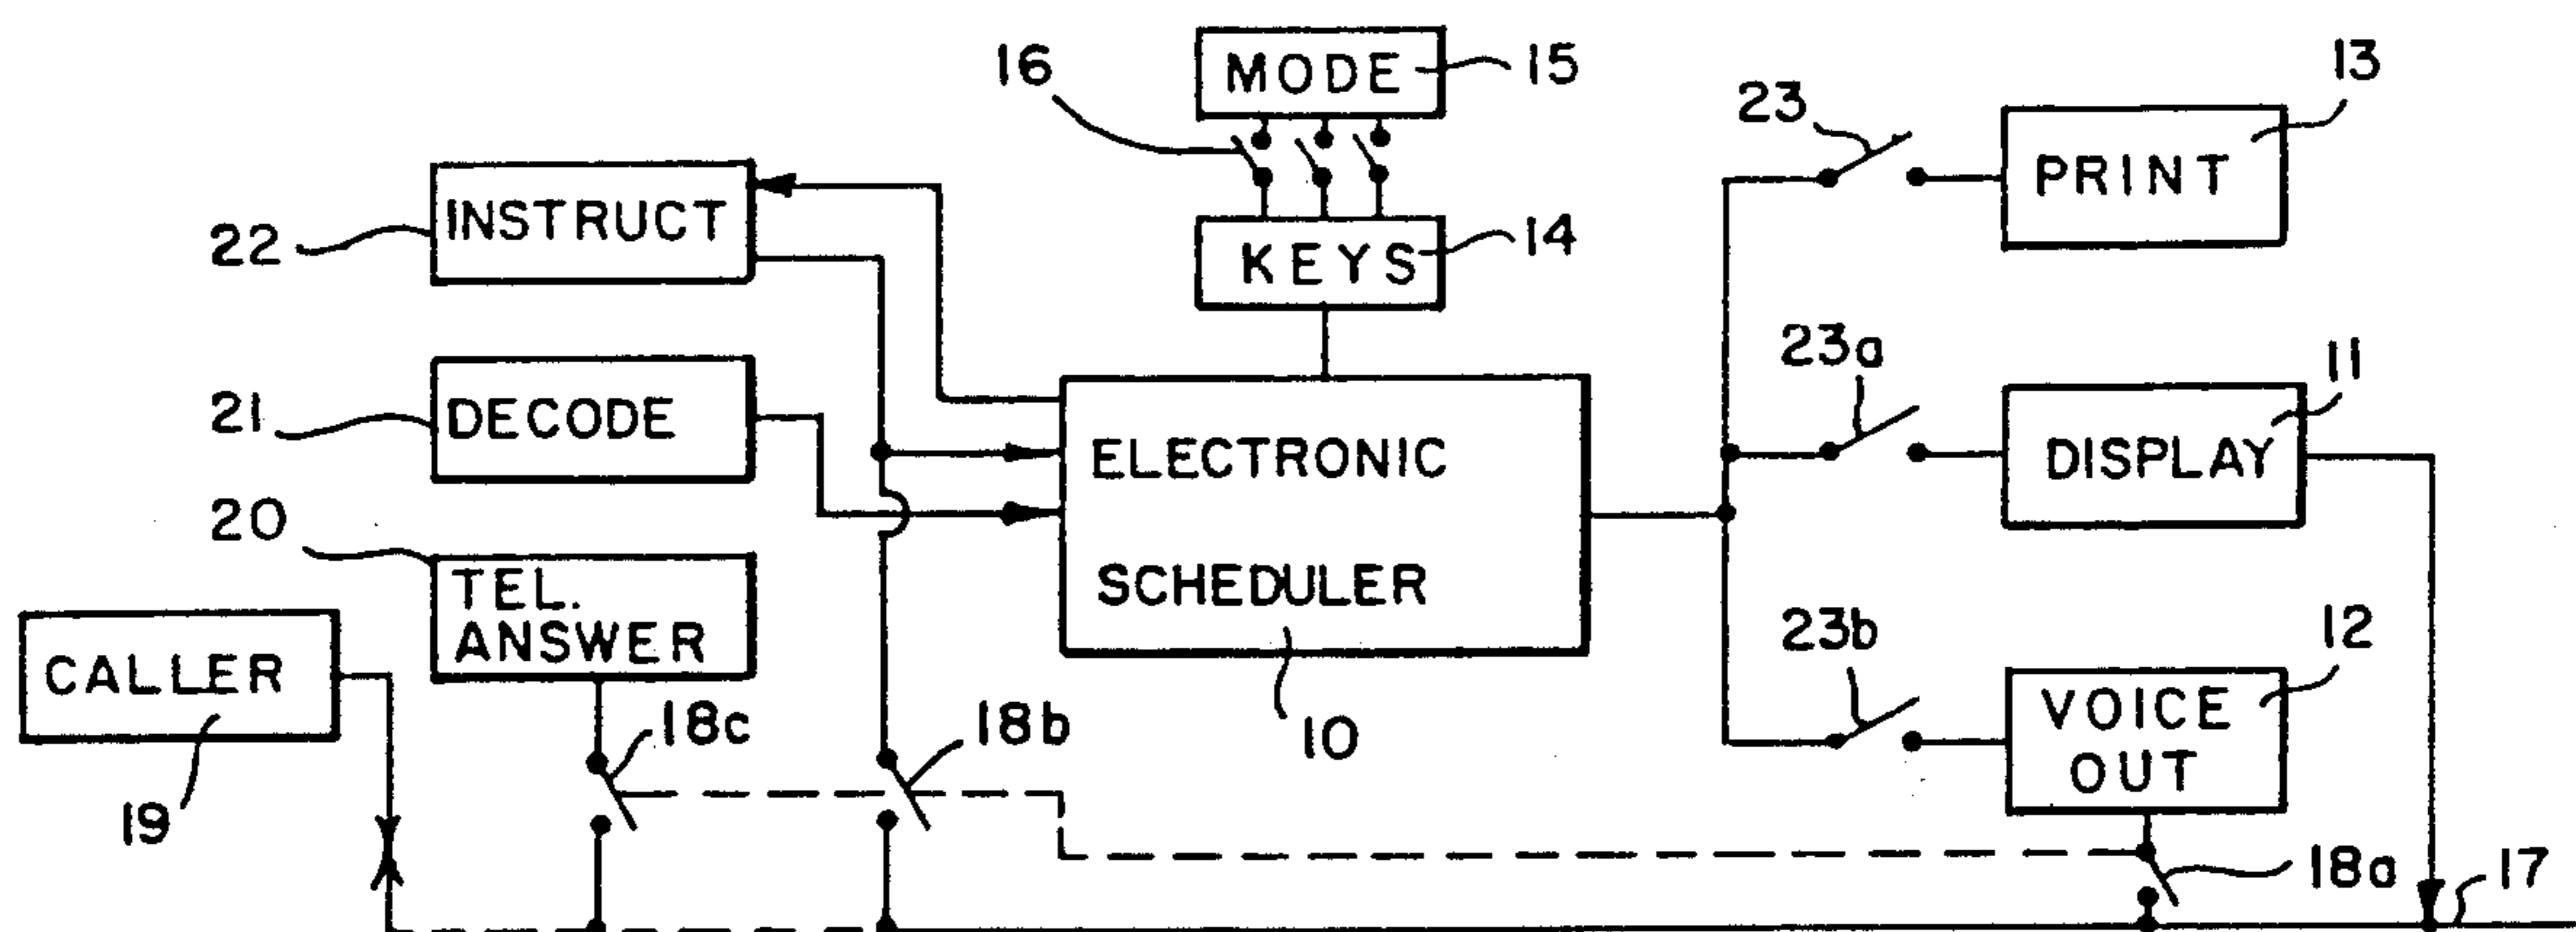 16
MODE
15
13
23
PRINT
INSTRUCT
22
KEYS
14
23a
11
21
DECODE
ELECTRONIC
SCHEDULER
DISPLAY
20
TEL.
ANSWER
CALLER
23b
12
VOICE
OUT
18c
18b
10
19
18a
17